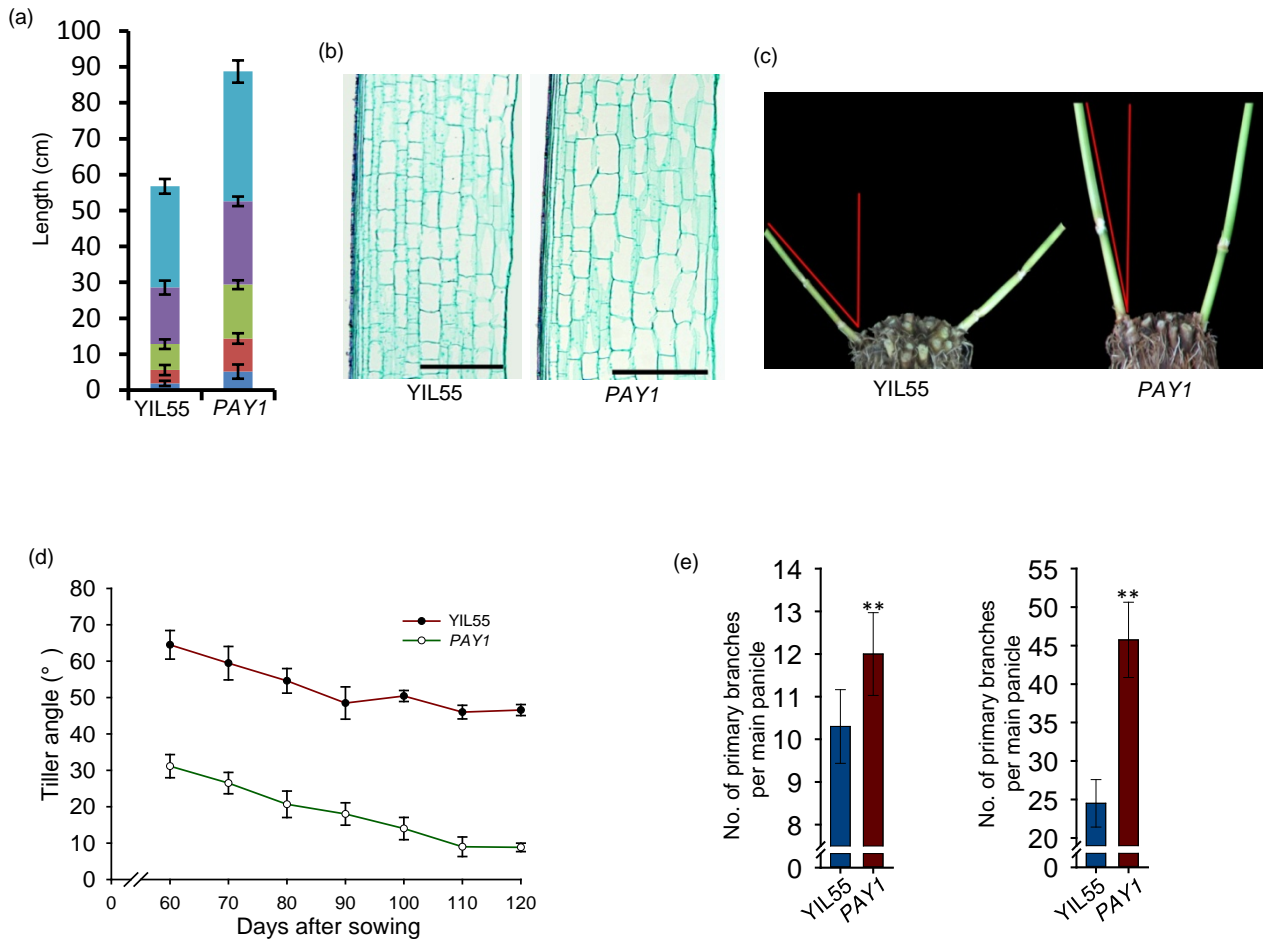 (a)
100
90
80
70
60
50
40
30
20
10
0
Length (cm)
YIL55
PAY1
(b)
YIL55
PAY1
(c)
YIL55
PAY1
(d)
80
70
60
50
40
30
20
10
0
Tiller angle (°)
YIL55
PAY1
0 60 70 80 90 100 110 120
Days after sowing
(e)
14
13
12
11
10
9
8
0
No. of primary branches
per main panicle
**
YIL55
PAY1
55
50
45
40
35
30
25
20
0
No. of primary branches
per main panicle
**
YIL55
PAY1